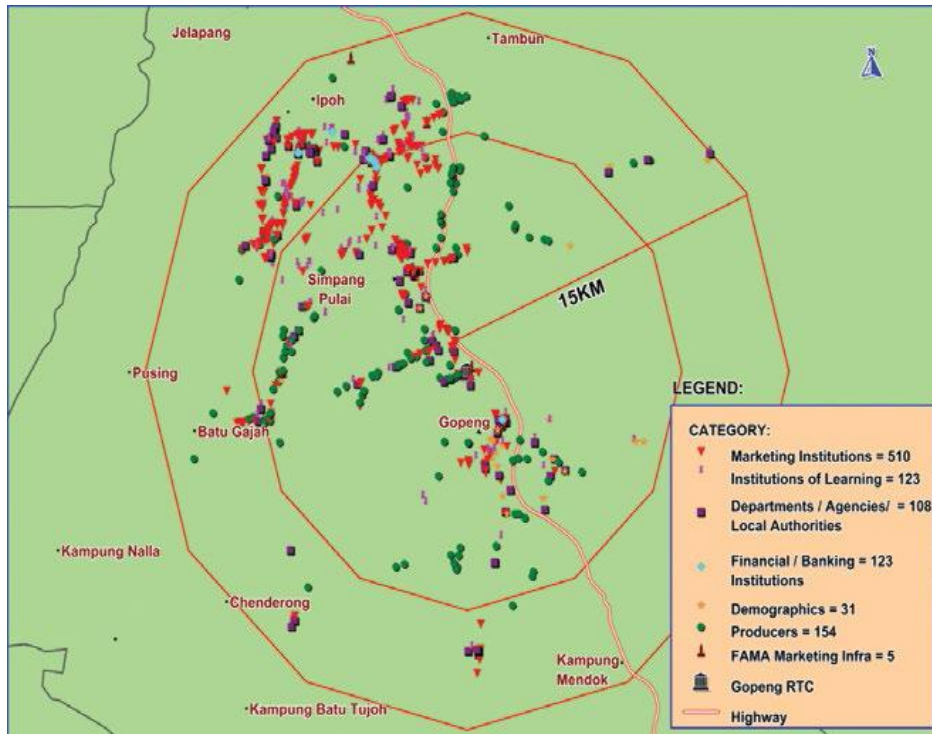 Jelapang
Tambun
N
Ipoh
Simpang
Pulai
15KM
Pusing
LEGEND:
Gopeng
CATEGORY:
Batu Gajah
Marketing Institutions = 510
Institutions of Learning = 123
Departments / Agencies/ = 108
Local Authorities
Kampung Nalla
Financial / Banking = 123
Institutions
Chenderong
Demographics = 31
Producers = 154
FAMA Marketing Infra = 5
Kampung
Mendok
Gopeng RTC
Kampung Batu Tujoh
Highway